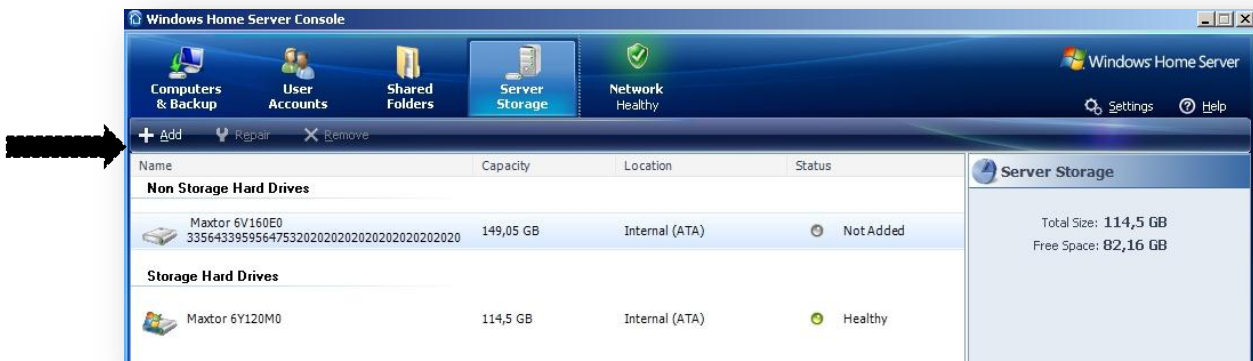 Windows Home Server Console
Computers & Backup
User Accounts
Shared Folders
Server Storage
Network Healthy
Windows Home Server
Settings
Help
Add
Repair
Remove
Name Capacity Location Status
Non Storage Hard Drives
Maxtor 6V160E0
3356433959564753202020202020202020202020 149,05 GB Internal (ATA) Not Added
Storage Hard Drives
Maxtor 6Y120M0 114,5 GB Internal (ATA) Healthy
Server Storage
Total Size: 114,5 GB
Free Space: 82,16 GB